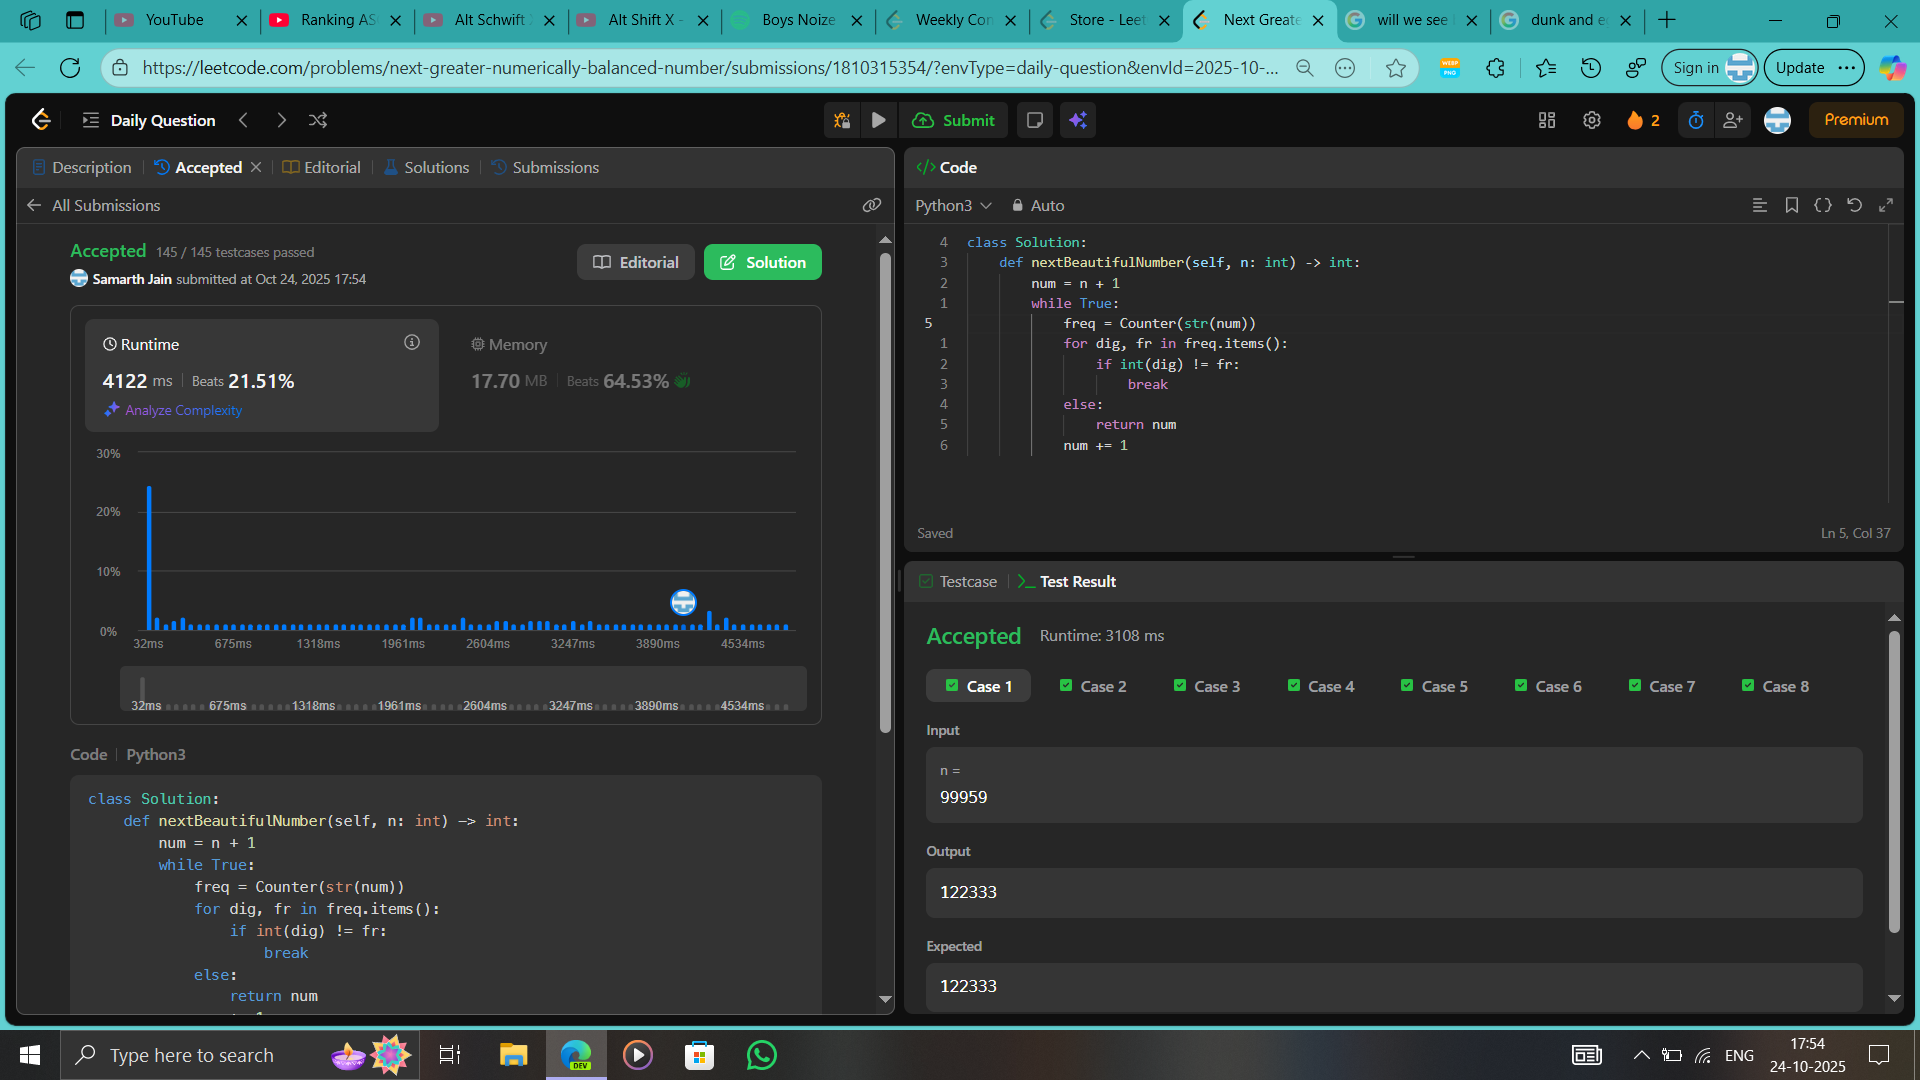 YouTube
Ranking AS
Alt Schwift
Alt Shift X -
Boys Noize
Weekly Con
Store - Leet
Next Greate
will we see
dunk and e
https://leetcode.com/problems/next-greater-numerically-balanced-number/submissions/1810315354/?envType=daily-question&envId=2025-10-...
WEBP
PNG
Sign in
Update
Daily Question
Submit
2
Premium
Description
Accepted
Editorial
Solutions
Submissions
All Submissions
Accepted 145 / 145 testcases passed
Samarth Jain submitted at Oct 24, 2025 17:54
Editorial
Solution
Runtime
4122 ms Beats 21.51%
Analyze Complexity
Memory
17.70 MB Beats 64.53%
30%
20%
10%
0%
32ms 675ms 1318ms 1961ms 2604ms 3247ms 3890ms 4534ms
32ms 675ms 1318ms 1961ms 2604ms 3247ms 3890ms 4534ms
Code Python3
class Solution:
def nextBeautifulNumber(self, n: int) -> int:
num = n + 1
while True:
freq = Counter(str(num))
for dig, fr in freq.items():
if int(dig) != fr:
break
else:
return num
</> Code
Python3 Auto
4 class Solution:
3 def nextBeautifulNumber(self, n: int) -> int:
2 num = n + 1
1 while True:
5 freq = Counter(str(num))
1 for dig, fr in freq.items():
2 if int(dig) != fr:
3 break
4 else:
5 return num
6 num += 1
Saved
Ln 5, Col 37
Testcase
>_ Test Result
Accepted Runtime: 3108 ms
Case 1 Case 2 Case 3 Case 4 Case 5 Case 6 Case 7 Case 8
Input
n =
99959
Output
122333
Expected
122333
Type here to search
DEV
ENG
17:54
24-10-2025